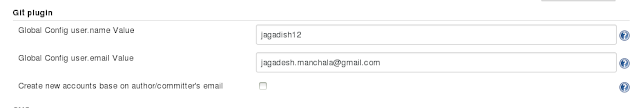 Git plugin
Global Config user.name Value
jagadish12
Global Config user.email Value
jagadesh.manchala@gmail.com
Create new accounts base on author/committer's email